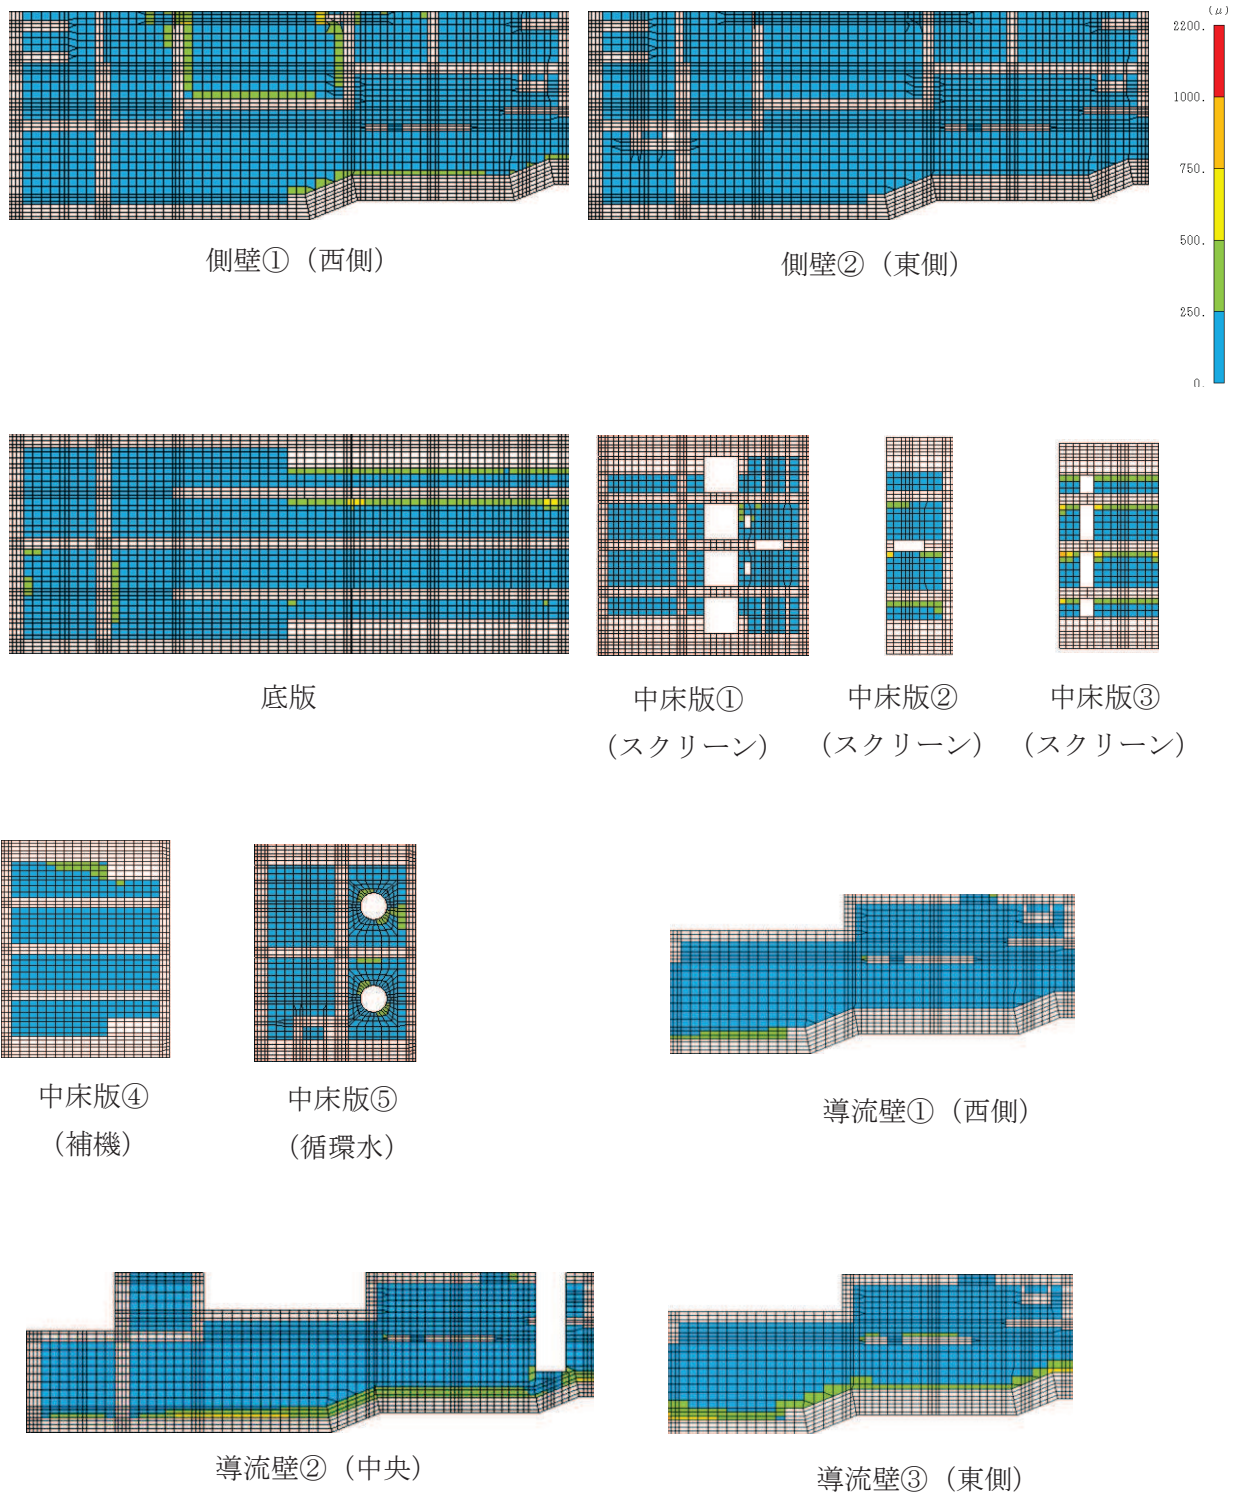 (μ)
2200.
1000.
750.
500.
250.
0.
側壁①（西側）
側壁②（東側）
底版
中床版①
（スクリーン）
中床版②
（スクリーン）
中床版③
（スクリーン）
中床版④
（補機）
中床版⑤
（循環水）
導流壁①（西側）
導流壁②（中央）
導流壁③（東側）